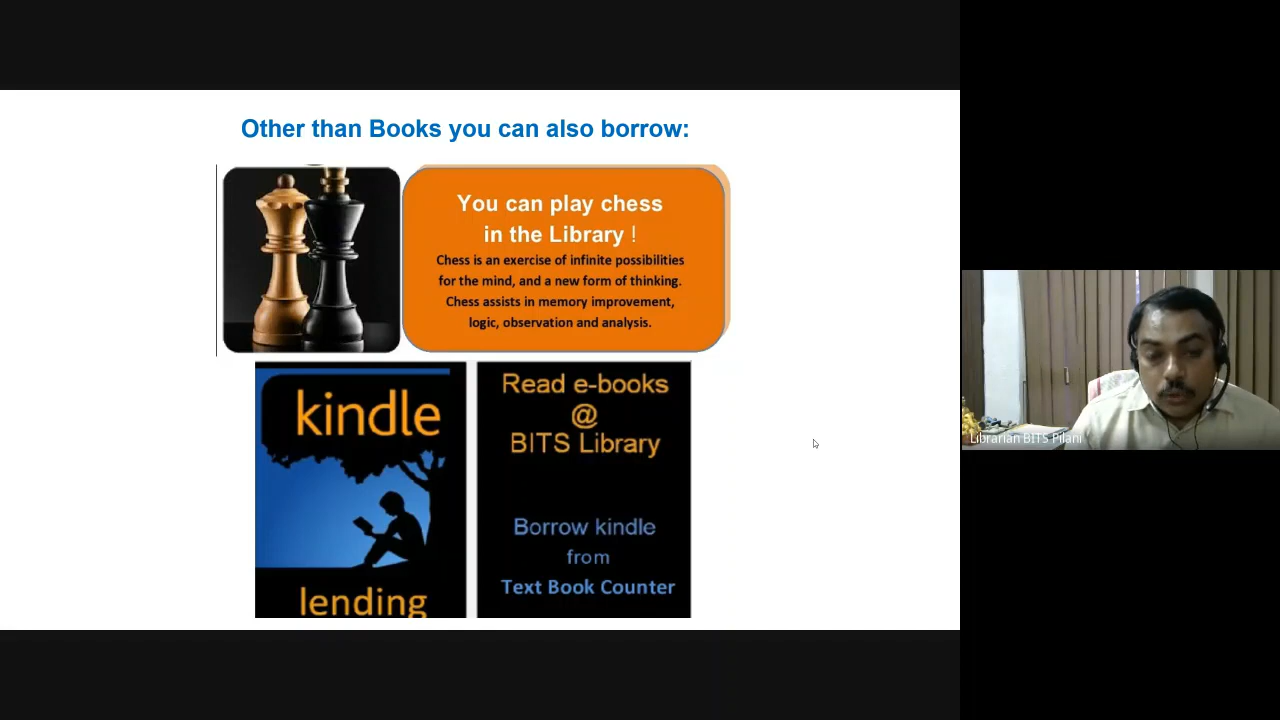 Other than Books you can also borrow:
You can play chess
in the Library !
Chess is an exercise of infinite possibilities
for the mind, and a new form of thinking.
Chess assists in memory improvement,
logic, observation and analysis.
kindle
lending
Read e-books
@
BITS Library
Borrow kindle
from
Text Book Counter
Librarian BITS Pilani